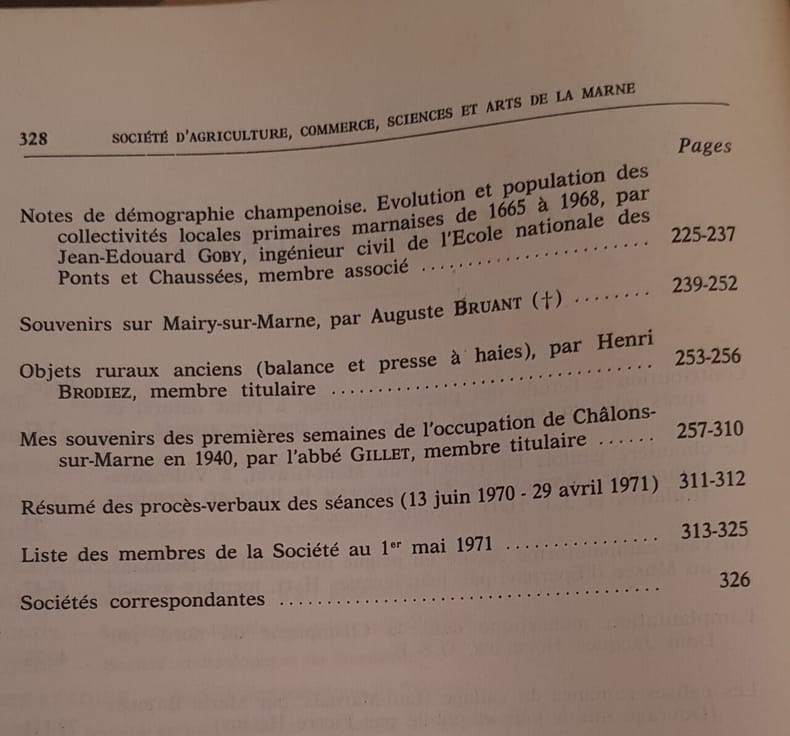 328 SOCIÉTÉ D'AGRICULTURE, COMMERCE, SCIENCES ET ARTS DE LA MARNE
Pages
Notes de démographie champenoise. Evolution et population des
collectivités locales primaires marnaises de 1665 à 1968, par
Jean-Edouard GOBY, ingénieur civil de l'Ecole nationale des
Ponts et Chaussées, membre associé ........................ 225-237
Souvenirs sur Mairy-sur-Marne, par Auguste BRUANT (†) ........ 239-252
Objets ruraux anciens (balance et presse à haies), par Henri
BRODIEZ, membre titulaire ................................... 253-256
Mes souvenirs des premières semaines de l'occupation de Châlons-
sur-Marne en 1940, par l'abbé GILLET, membre titulaire ...... 257-310
Résumé des procès-verbaux des séances (13 juin 1970 - 29 avril 1971) 311-312
Liste des membres de la Société au 1er mai 1971 ................ 313-325
Sociétés correspondantes ........................................ 326